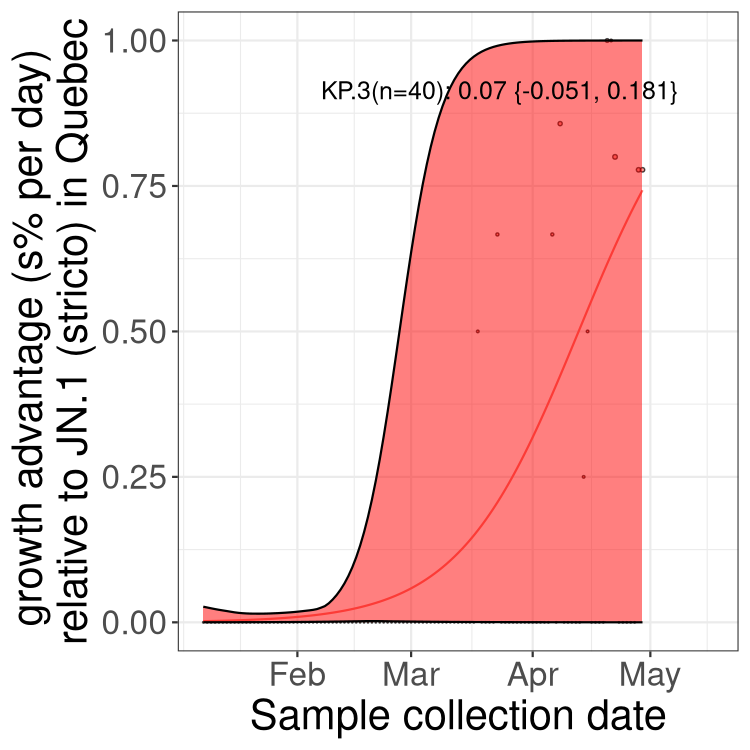 growth advantage (s% per day)
relative to JN.1 (stricto) in Quebec
1.00
0.75
0.50
0.25
0.00
KP.3(n=40): 0.07 {-0.051, 0.181}
Feb
Mar
Apr
May
Sample collection date